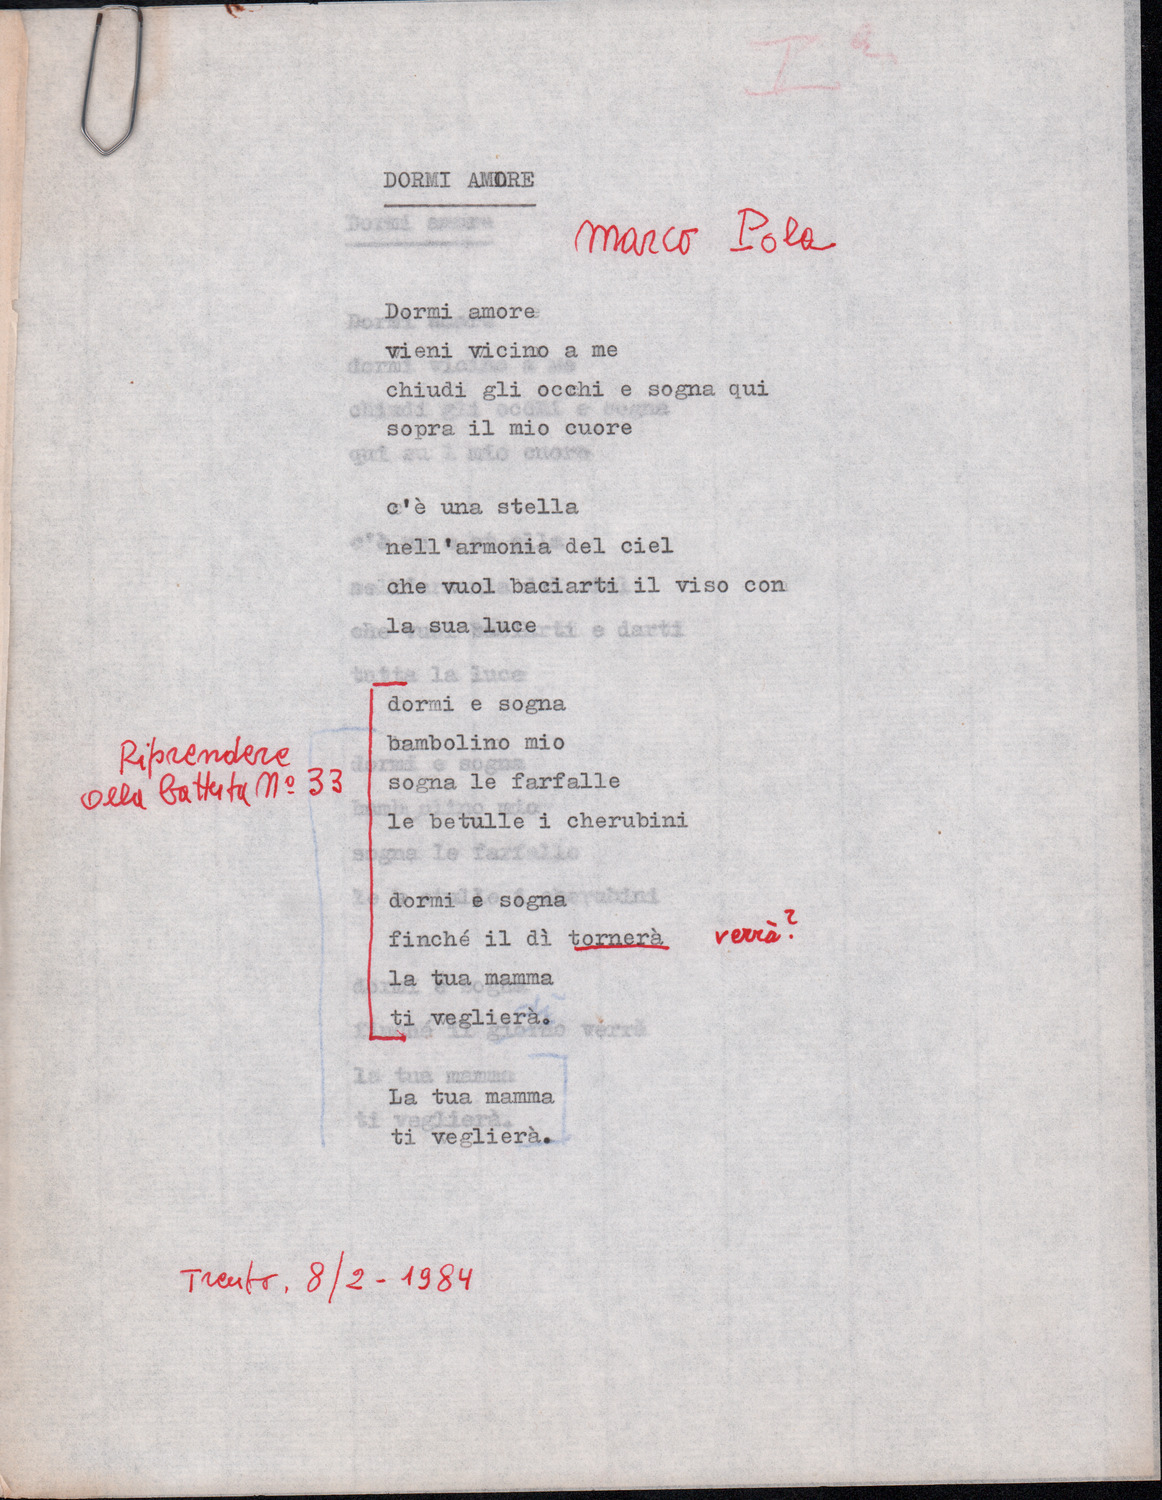 I a
DORMI AMORE
Marco Pola
Dormi amore
vieni vicino a me
chiudi gli occhi e sogna qui
sopra il mio cuore
c'è una stella
nell'armonia del ciel
che vuol baciarti il viso con
la sua luce
dormi e sogna
bambolino mio
sogna le farfalle
le betulle i cherubini
Riprendere
alla battuta Nº 33
dormi e sogna
finché il dì tornerà verrà?
la tua mamma
ti veglierà.
La tua mamma
ti veglierà.
Trento, 8/2-1984